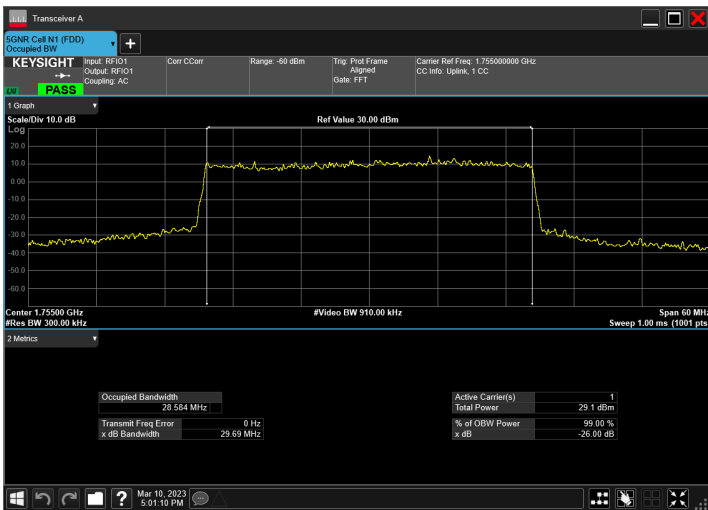 Transceiver A
5GNR Cell N1 (FDD)
Occupied BW
KEYSIGHT
LXI
PASS
Input: RFIO1
Output: RFIO1
Coupling: AC
Corr CCorr
Range: -60 dBm
Trig: Prot Frame
Aligned
Gate: FFT
Carrier Ref Freq: 1.755000000 GHz
CC Info: Uplink, 1 CC
1 Graph
Scale/Div 10.0 dB
Ref Value 30.00 dBm
Log
20.0
10.0
0.00
-10.0
-20.0
-30.0
-40.0
-50.0
-60.0
Center 1.75500 GHz
#Video BW 910.00 kHz
Span 60 MHz
#Res BW 300.00 kHz
Sweep 1.00 ms (1001 pts
2 Metrics
Occupied Bandwidth
28.584 MHz
Transmit Freq Error 0 Hz
x dB Bandwidth 29.69 MHz
Active Carrier(s) 1
Total Power 29.1 dBm
% of OBW Power 99.00 %
x dB -26.00 dB
Mar 10, 2023
5:01:10 PM